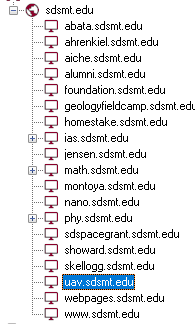 sdsmt.edu
abata.sdsmt.edu
ahrenkiel.sdsmt.edu
aiche.sdsmt.edu
alumni.sdsmt.edu
foundation.sdsmt.edu
geologyfieldcamp.sdsmt.edu
homestake.sdsmt.edu
ias.sdsmt.edu
jensen.sdsmt.edu
math.sdsmt.edu
montoya.sdsmt.edu
nano.sdsmt.edu
phy.sdsmt.edu
sdspacegrant.sdsmt.edu
showard.sdsmt.edu
skellogg.sdsmt.edu
uav.sdsmt.edu
webpages.sdsmt.edu
www.sdsmt.edu